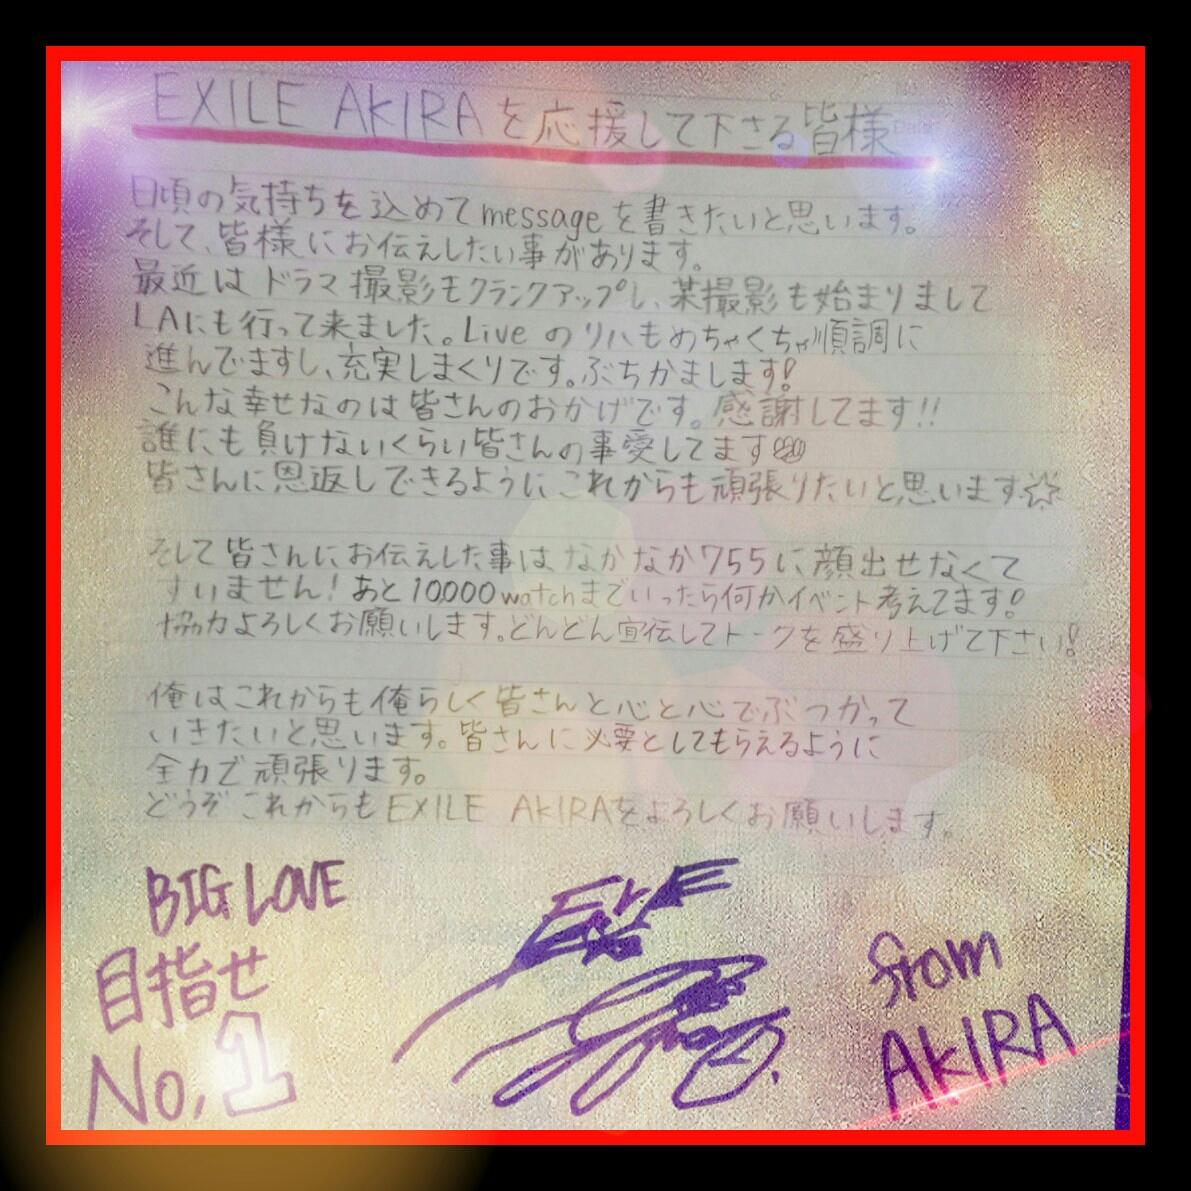 EXILE AKIRAを応援して下さる皆様
日頃の気持ちを込めてmessageを書きたいと思います。
そして、皆様にお伝えしたい事があります。
最近はドラマ撮影もクランクアップし、某撮影も始まりまして
LAにも行って来ました。Liveのリハもめちゃくちゃ順調に
進んでますし、充実しまくりです。ぶちかまします!
こんな幸せなのは皆さんのおかげです。感謝してます!!
誰にも負けないくらい皆さんの事愛してます
皆さんに恩返しできるようにこれからも頑張りたいと思います☆
そして皆さんにお伝えした事はなかなか755に顔出せなくて
すいません!あと10,000watchまでいったら何かイベント考えてます!
協力よろしくお願いします。どんどん宣伝してトークを盛り上げて下さい!
俺はこれからも俺らしく皆さんと心と心でぶつかって
いきたいと思います。皆さんに必要としてもらえるように
全力で頑張ります。
どうぞこれからもEXILE AKIRAをよろしくお願いします。
BIG LOVE
目指せ
No,1
from
AKIRA